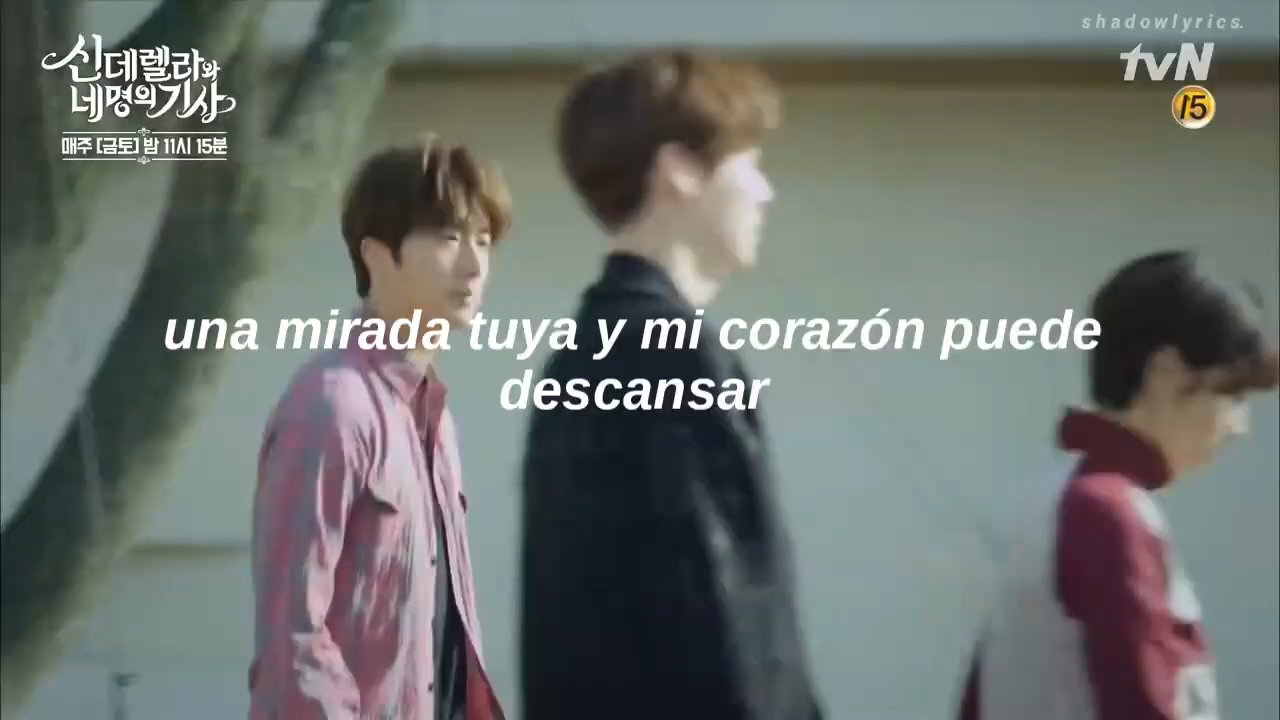 shadowlyrics.
신데렐라와
네명의 기사
매주 [금토] 밤 11시 15분
tvN
15
una mirada tuya y mi corazón puede
descansar